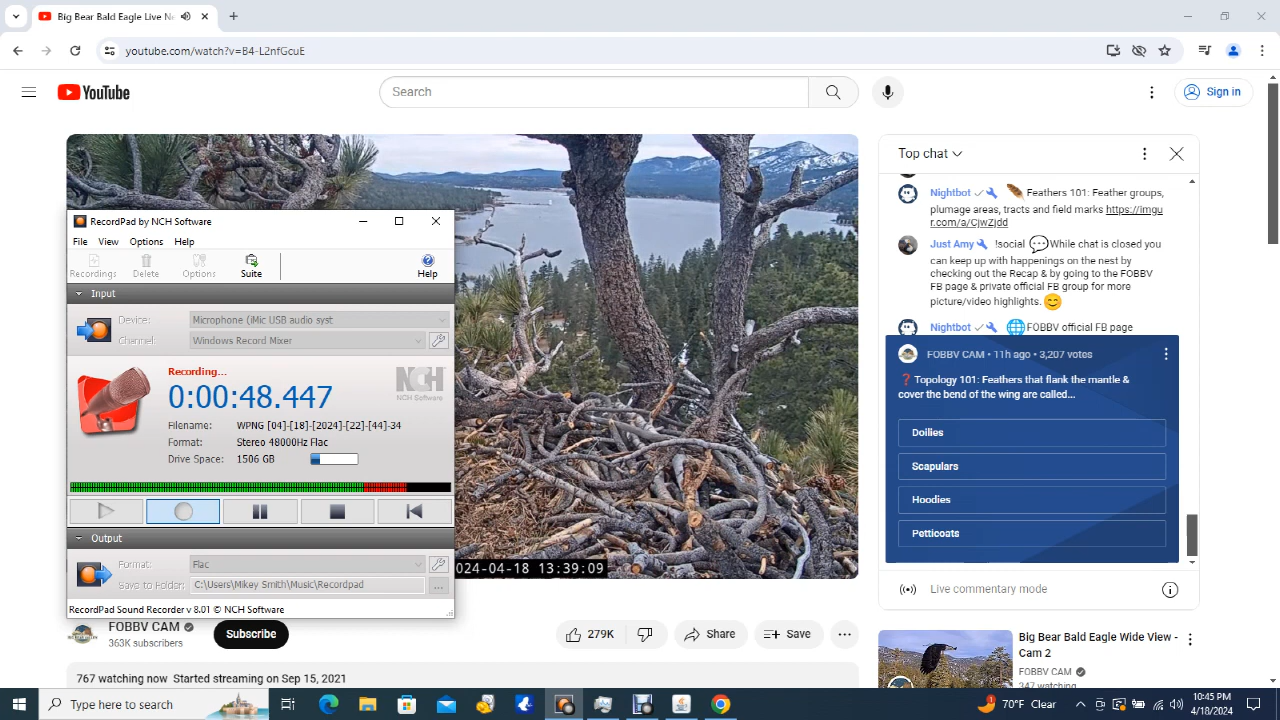 Big Bear Bald Eagle Live Ne
youtube.com/watch?v=B4-L2nfGcuE
YouTube
Search
Sign in
RecordPad by NCH Software
File View Options Help
Recordings Delete Options Suite Help
Input
Device: Microphone (iMic USB audio syst
Channel: Windows Record Mixer
Recording...
0:00:48.447
NCH
NCH Software
Filename: WPNG [04]-[18]-[2024]-[22]-[44]-34
Format: Stereo 48000Hz Flac
Drive Space: 1506 GB
Output
Format: Flac
Save to Folder: C:\Users\Mikey Smith\Music\Recordpad
...
RecordPad Sound Recorder v 8.01 © NCH Software
024-04-18 13:39:09
FOBBV CAM
363K subscribers
Subscribe
279K
Share
Save
767 watching now Started streaming on Sep 15, 2021
Top chat
Nightbot Feathers 101: Feather groups,
plumage areas, tracts and field marks https://imgu
r.com/a/CjwZjdd
Just Amy !social While chat is closed you
can keep up with happenings on the nest by
checking out the Recap & by going to the FOBBV
FB page & private official FB group for more
picture/video highlights.
Nightbot FOBBV official FB page
FOBBV CAM • 11h ago • 3,207 votes
❓Topology 101: Feathers that flank the mantle &
cover the bend of the wing are called...
Doilies
Scapulars
Hoodies
Petticoats
Live commentary mode
Big Bear Bald Eagle Wide View -
Cam 2
FOBBV CAM
347 watching
Type here to search
70°F Clear
10:45 PM
4/18/2024